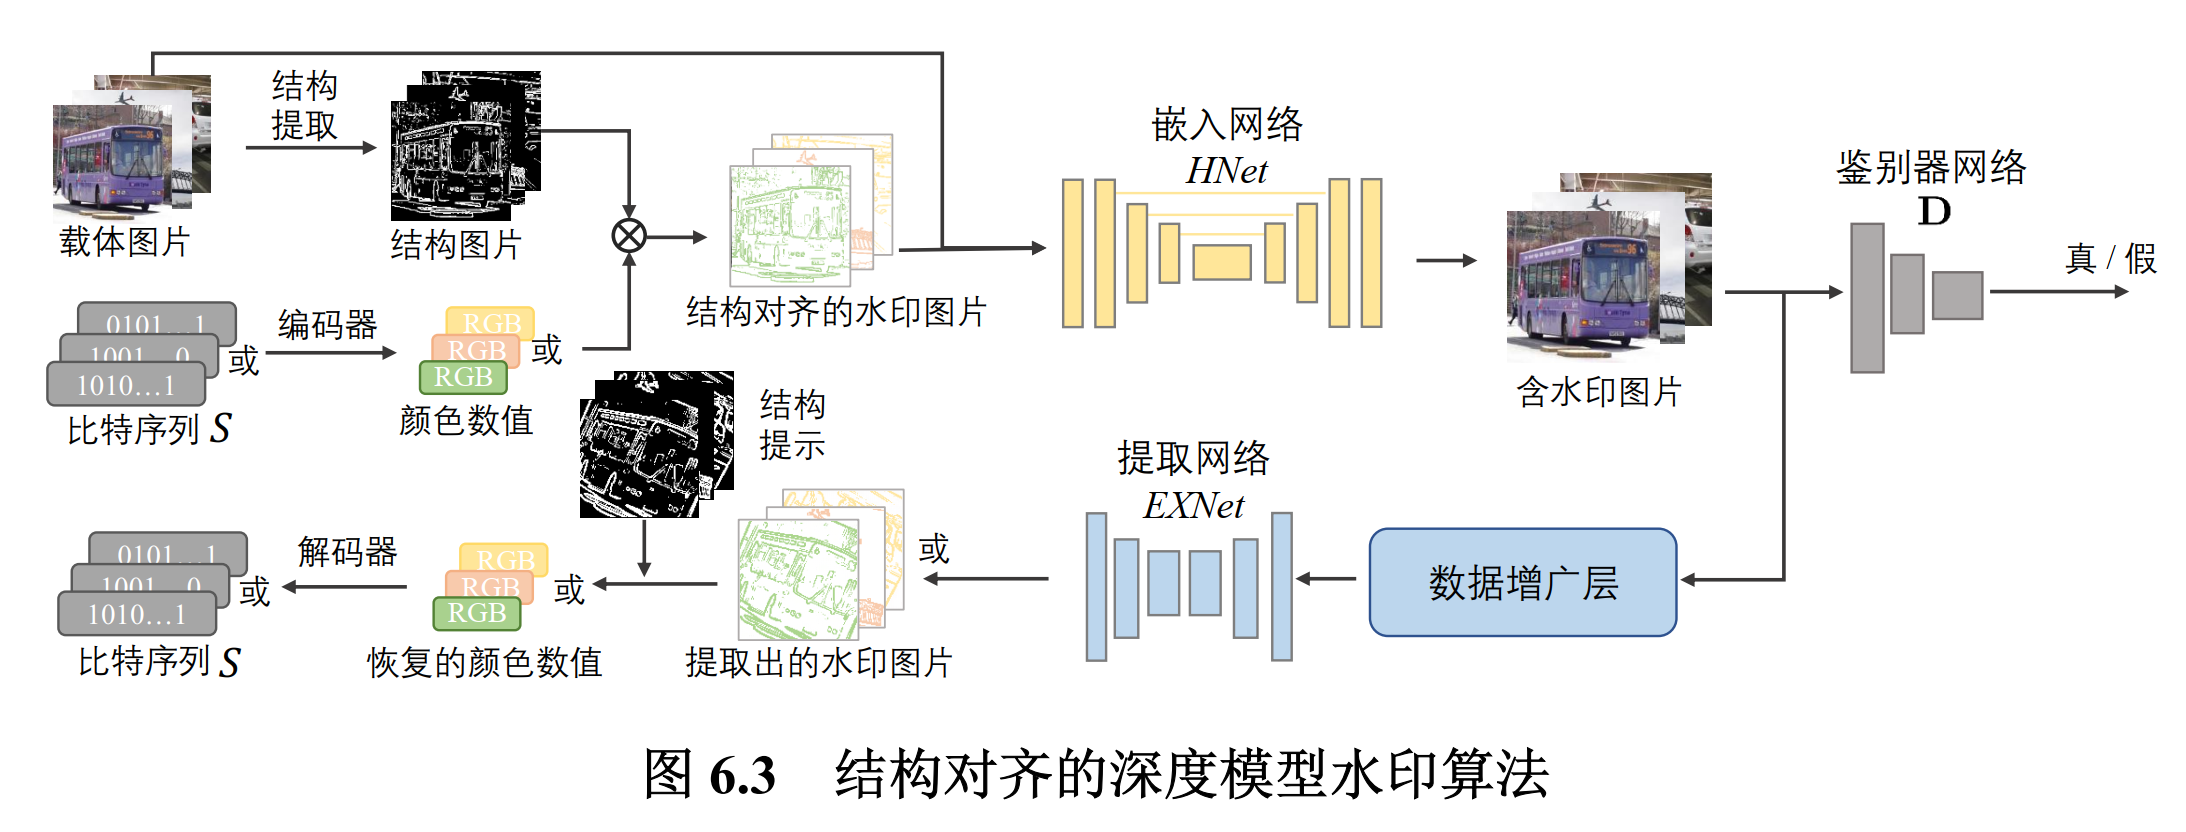 结构
提取
载体图片
结构图片
0101…1
1001…0
1010…1
或
比特序列 S
编码器
RGB
RGB
RGB
或
颜色数值
结构对齐的水印图片
嵌入网络
HNet
含水印图片
鉴别器网络
D
真 / 假
数据增广层
提取网络
EXNet
或
提取出的水印图片
结构
提示
RGB
RGB
RGB
或
恢复的颜色数值
解码器
0101…1
1001…0
1010…1
或
比特序列 S
图 6.3 结构对齐的深度模型水印算法